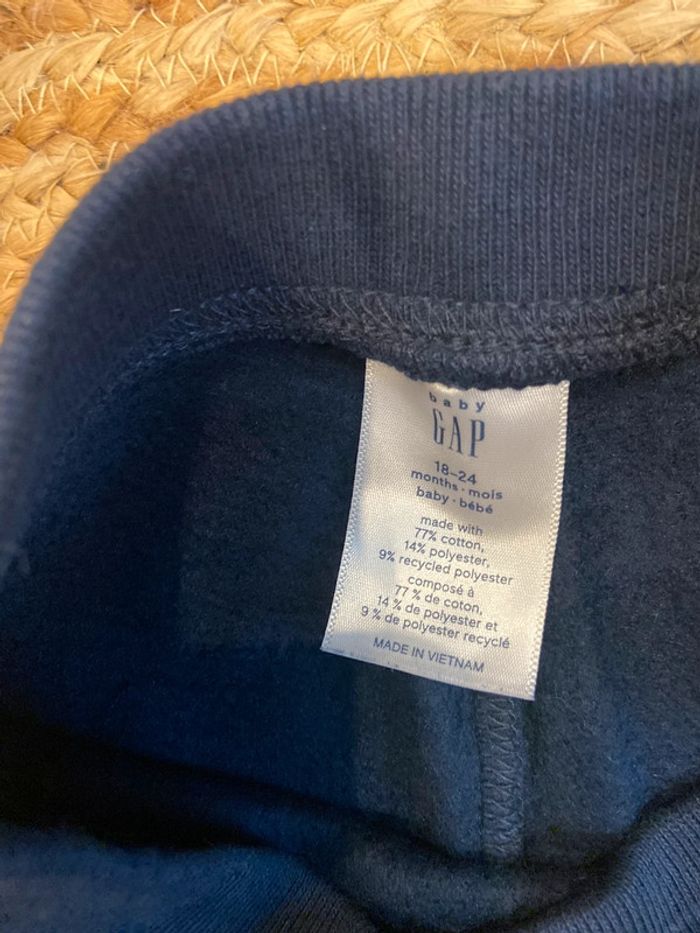 baby
GAP
18-24
months · mois
baby · bébé
made with
77% cotton,
14% polyester,
9% recycled polyester
composé à
77 % de coton,
14 % de polyester et
9 % de polyester recyclé
MADE IN VIETNAM